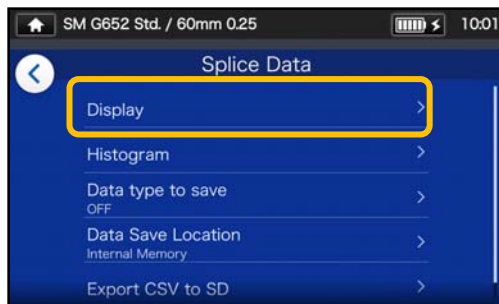 SM G652 Std. / 60mm 0.25 10:01
Splice Data
Display
Histogram
Data type to save
OFF
Data Save Location
Internal Memory
Export CSV to SD